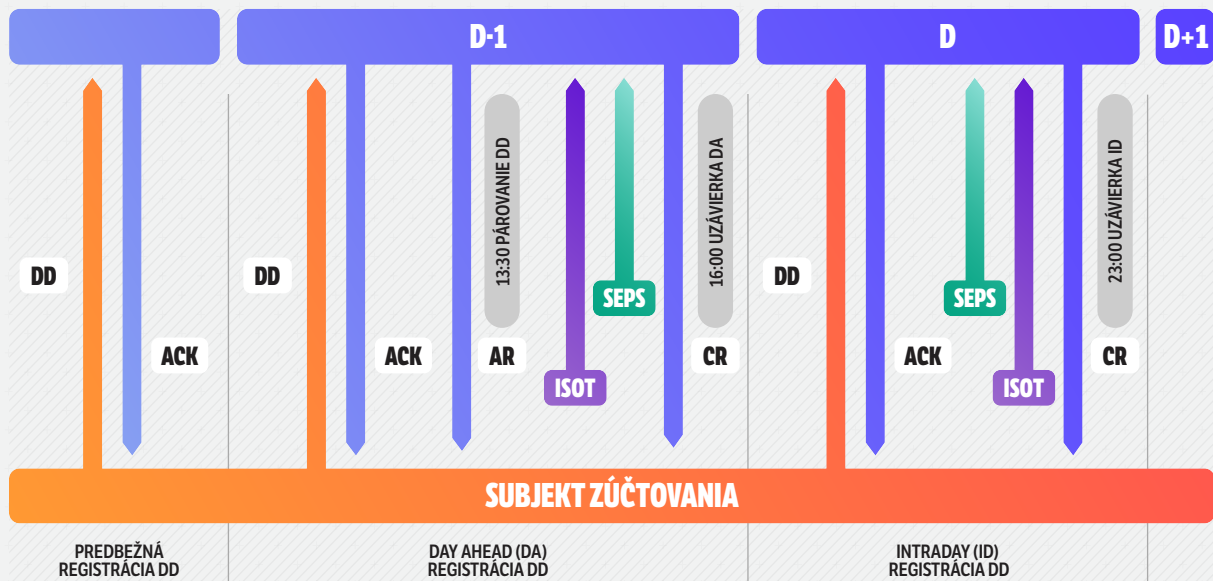 D-1
D
D+1
13:30 PÁROVANIE DD
16:00 UZÁVIERKA DA
23:00 UZÁVIERKA ID
DD
DD
DD
SEPS
SEPS
ACK
ACK
AR
CR
ACK
CR
ISOT
ISOT
SUBJEKT ZÚČTOVANIA
PREDBEŽNÁ
REGISTRÁCIA DD
DAY AHEAD (DA)
REGISTRÁCIA DD
INTRADAY (ID)
REGISTRÁCIA DD